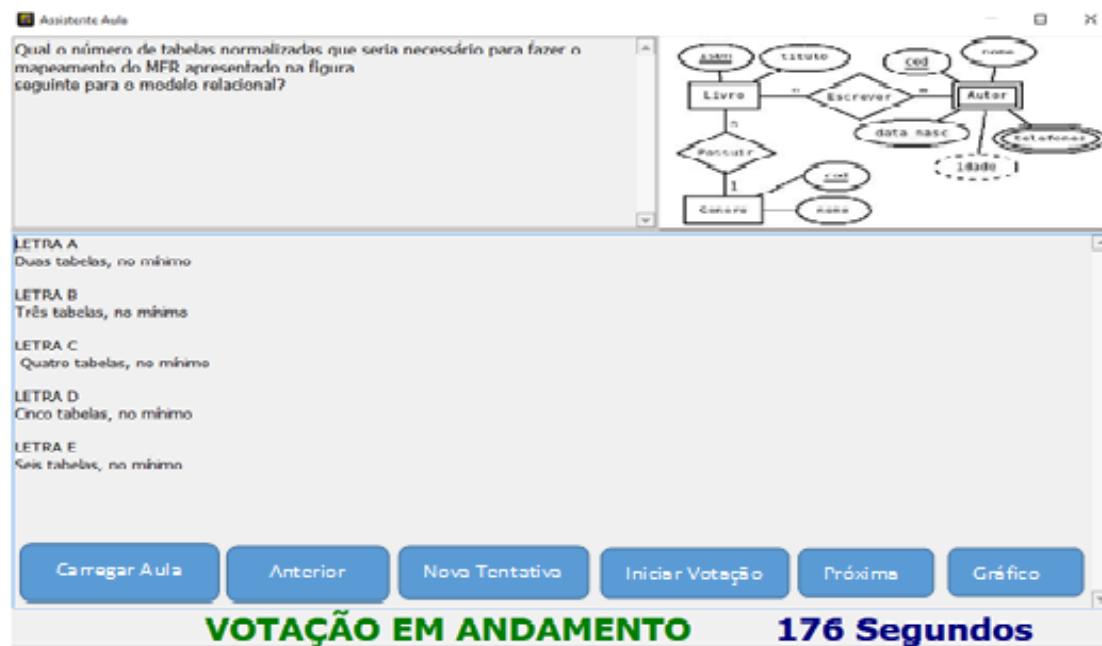 Assistente Aula
Qual o número de tabelas normalizadas que seria necessário para fazer o
mapeamento do MER apresentado na figura
seguinte para o modelo relacional?
isbn
titulo
cod
nome
Livro
n
Escrever
m
Autor
n
data nasc
telefones
Possuir
idade
1
cod
Genero
nome
LETRA A
Duas tabelas, no mínimo
LETRA B
Três tabelas, no mínimo
LETRA C
Quatro tabelas, no mínimo
LETRA D
Cinco tabelas, no mínimo
LETRA E
Seis tabelas, no mínimo
Carregar Aula
Anterior
Nova Tentativa
Iniciar Votação
Próxima
Gráfico
VOTAÇÃO EM ANDAMENTO
176 Segundos